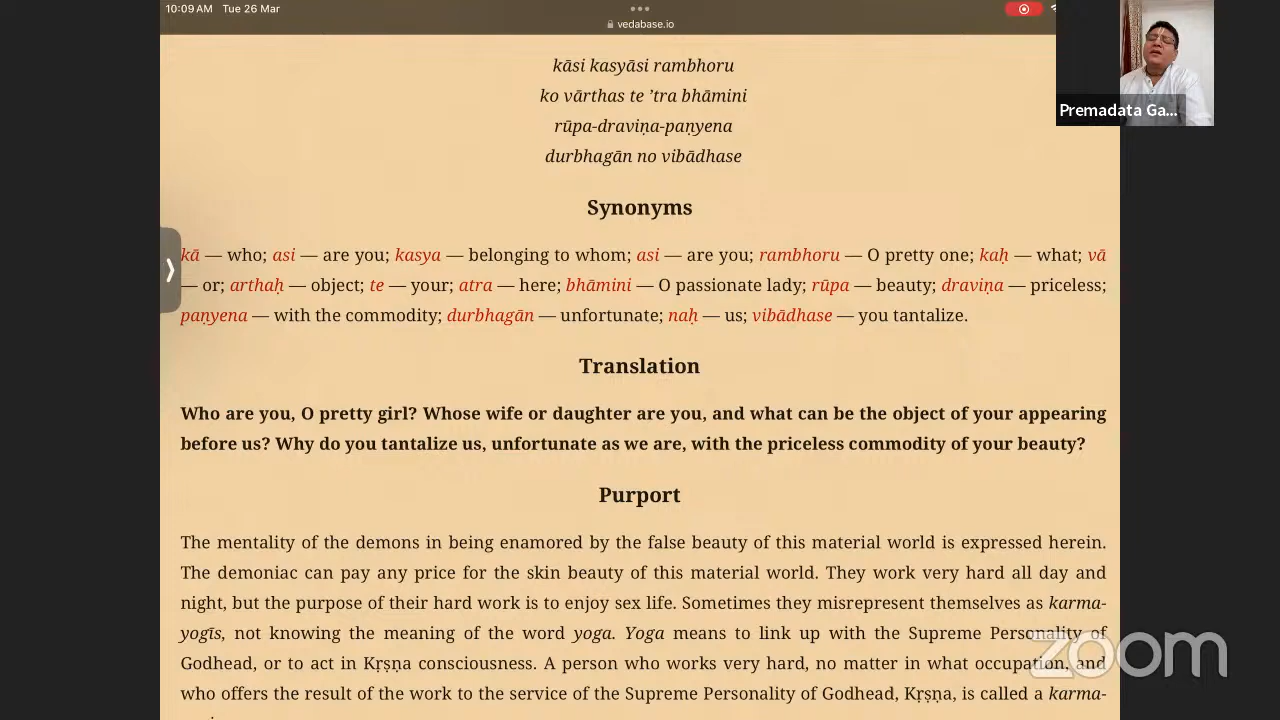 10:09 AM Tue 26 Mar
vedabase.io
kāsi kasyāsi rambhoru
ko vārthas te ’tra bhāmini
rūpa-draviṇa-paṇyena
durbhagān no vibādhase
Premadata Ga...
Synonyms
kā — who; asi — are you; kasya — belonging to whom; asi — are you; rambhoru — O pretty one; kaḥ — what; vā
— or; arthaḥ — object; te — your; atra — here; bhāmini — O passionate lady; rūpa — beauty; draviṇa — priceless;
paṇyena — with the commodity; durbhagān — unfortunate; naḥ — us; vibādhase — you tantalize.
Translation
Who are you, O pretty girl? Whose wife or daughter are you, and what can be the object of your appearing
before us? Why do you tantalize us, unfortunate as we are, with the priceless commodity of your beauty?
Purport
The mentality of the demons in being enamored by the false beauty of this material world is expressed herein.
The demoniac can pay any price for the skin beauty of this material world. They work very hard all day and
night, but the purpose of their hard work is to enjoy sex life. Sometimes they misrepresent themselves as karma-
yogīs, not knowing the meaning of the word yoga. Yoga means to link up with the Supreme Personality of
Godhead, or to act in Kṛṣṇa consciousness. A person who works very hard, no matter in what occupation, and
who offers the result of the work to the service of the Supreme Personality of Godhead, Kṛṣṇa, is called a karma-
zoom